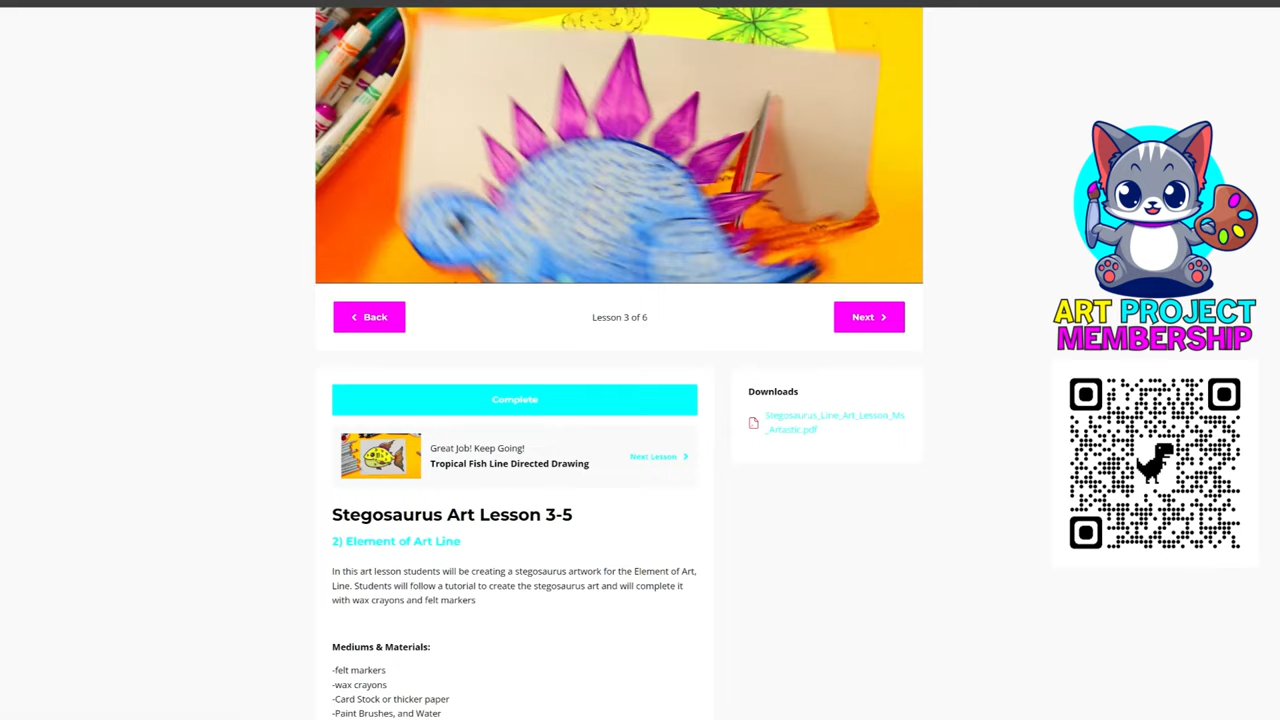 Back
Lesson 3 of 6
Next
Complete
Great Job! Keep Going!
Tropical Fish Line Directed Drawing
Next Lesson
Downloads
Stegosaurus_Line_Art_Lesson_Ms
_Artastic.pdf
Stegosaurus Art Lesson 3-5
2) Element of Art Line
In this art lesson students will be creating a stegosaurus artwork for the Element of Art,
Line. Students will follow a tutorial to create the stegosaurus art and will complete it
with wax crayons and felt markers
Mediums & Materials:
-felt markers
-wax crayons
-Card Stock or thicker paper
-Paint Brushes, and Water
ART PROJECT
MEMBERSHIP